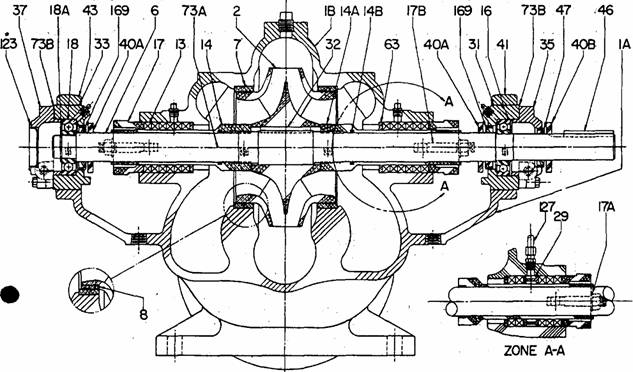 37 43 169 6 73A 2 1B 14A 14B 17B 169 16 73B 47 46
123 73B 18A 18 33 40A 17 13 14 7 32 63 40A 31 41 35 40B 1A
A
A
8
127
29
17A
ZONE A-A